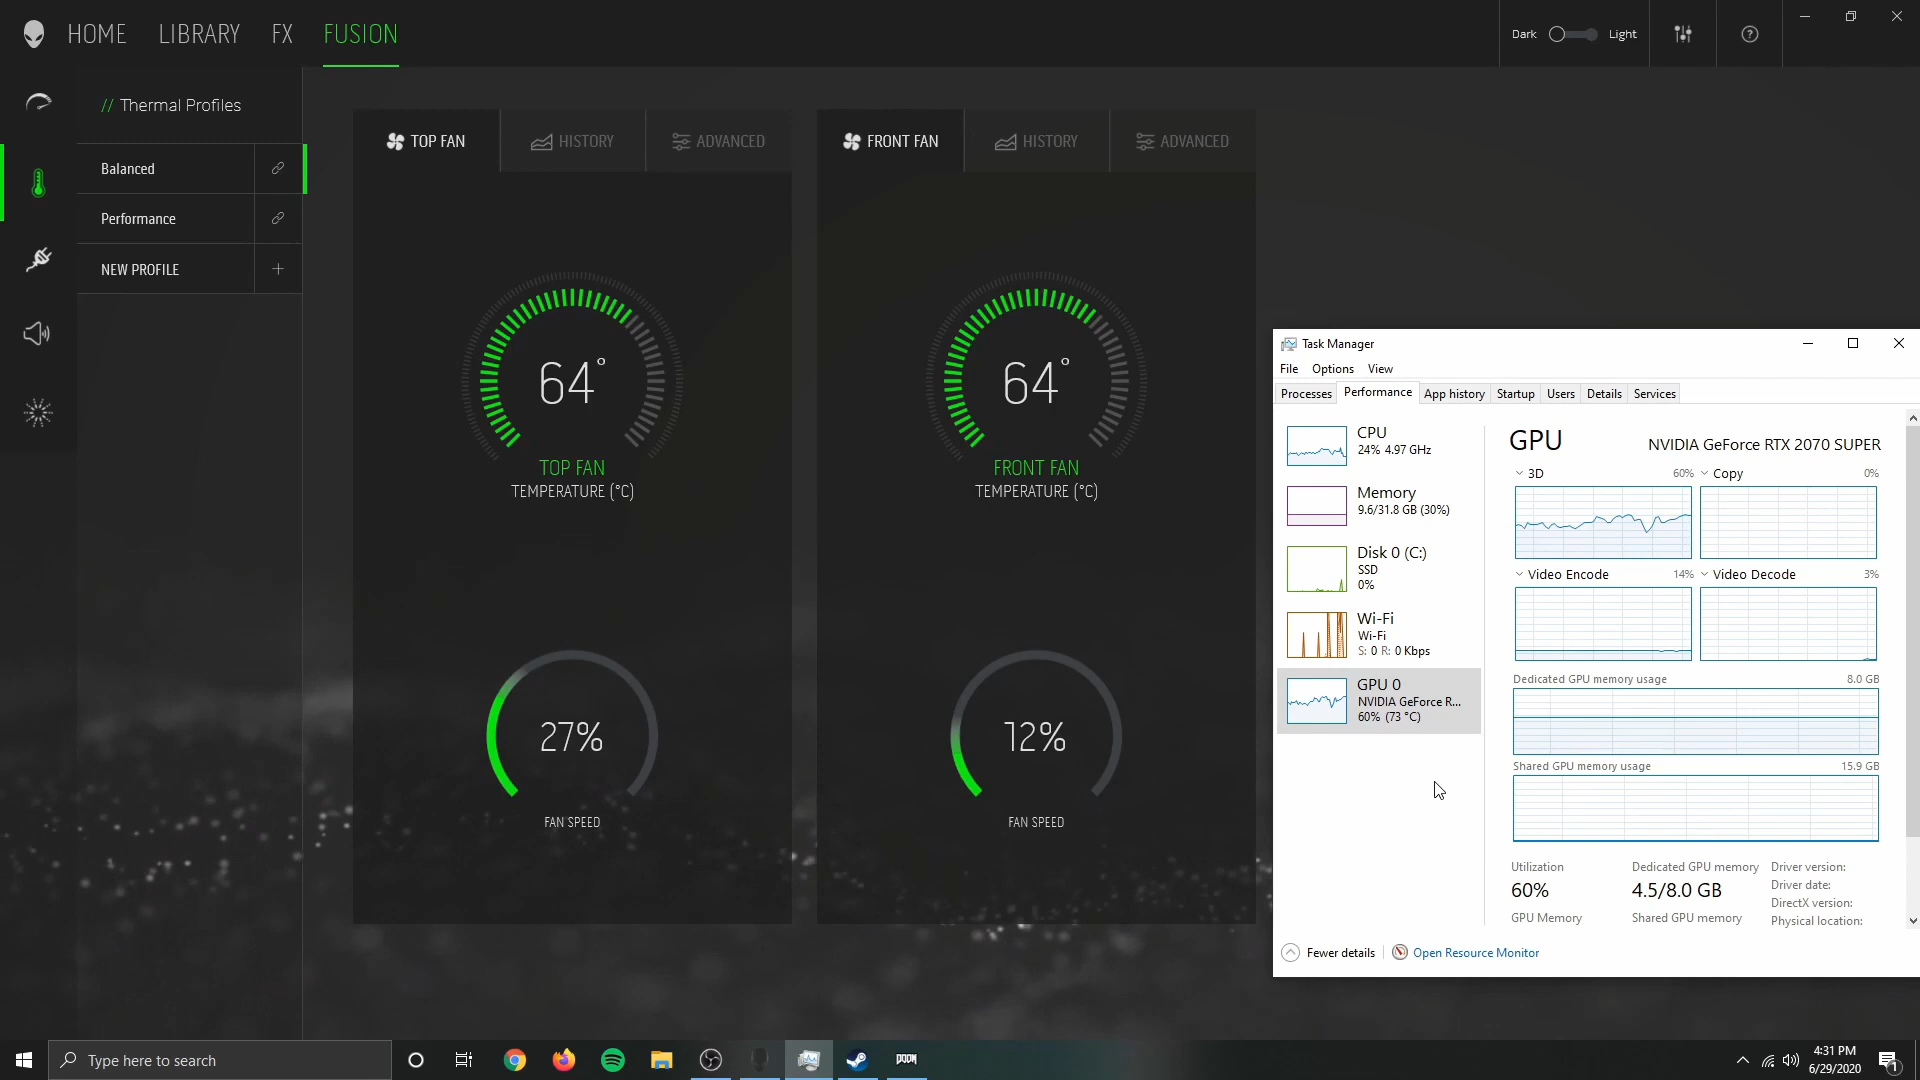 HOME LIBRARY FX FUSION
Dark Light
// Thermal Profiles
Balanced
Performance
NEW PROFILE
TOP FAN HISTORY ADVANCED
64°
TOP FAN
TEMPERATURE (°C)
27%
FAN SPEED
FRONT FAN HISTORY ADVANCED
64°
FRONT FAN
TEMPERATURE (°C)
12%
FAN SPEED
Task Manager
File Options View
Processes Performance App history Startup Users Details Services
CPU
24% 4.97 GHz
Memory
9.6/31.8 GB (30%)
Disk 0 (C:)
SSD
0%
Wi-Fi
Wi-Fi
S: 0 R: 0 Kbps
GPU 0
NVIDIA GeForce R...
60% (73 °C)
GPU NVIDIA GeForce RTX 2070 SUPER
3D 60% Copy 0%
Video Encode 14% Video Decode 3%
Dedicated GPU memory usage 8.0 GB
Shared GPU memory usage 15.9 GB
Utilization Dedicated GPU memory Driver version:
60% 4.5/8.0 GB Driver date:
DirectX version:
GPU Memory Shared GPU memory Physical location:
Fewer details Open Resource Monitor
Type here to search
DOOM
4:31 PM
6/29/2020
1